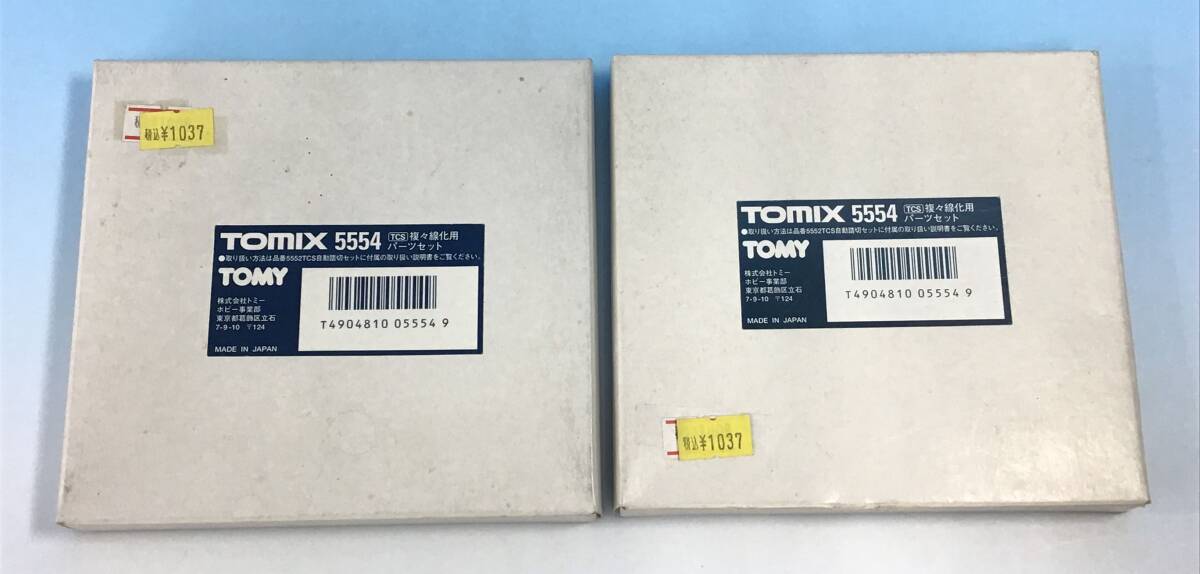 税込¥1037
TOMIX 5554 TCS 複々線化用
パーツセット
●取り扱い方法は品番5552TCS自動踏切セットに付属の取り扱い説明書をご覧ください。
TOMY
株式会社トミー
ホビー事業部
東京都葛飾区立石
7-9-10 〒124
MADE IN JAPAN
T4904810 05554 9
TOMIX 5554 TCS 複々線化用
パーツセット
●取り扱い方法は品番5552TCS自動踏切セットに付属の取り扱い説明書をご覧ください。
TOMY
株式会社トミー
ホビー事業部
東京都葛飾区立石
7-9-10 〒124
MADE IN JAPAN
T4904810 05554 9
税込¥1037